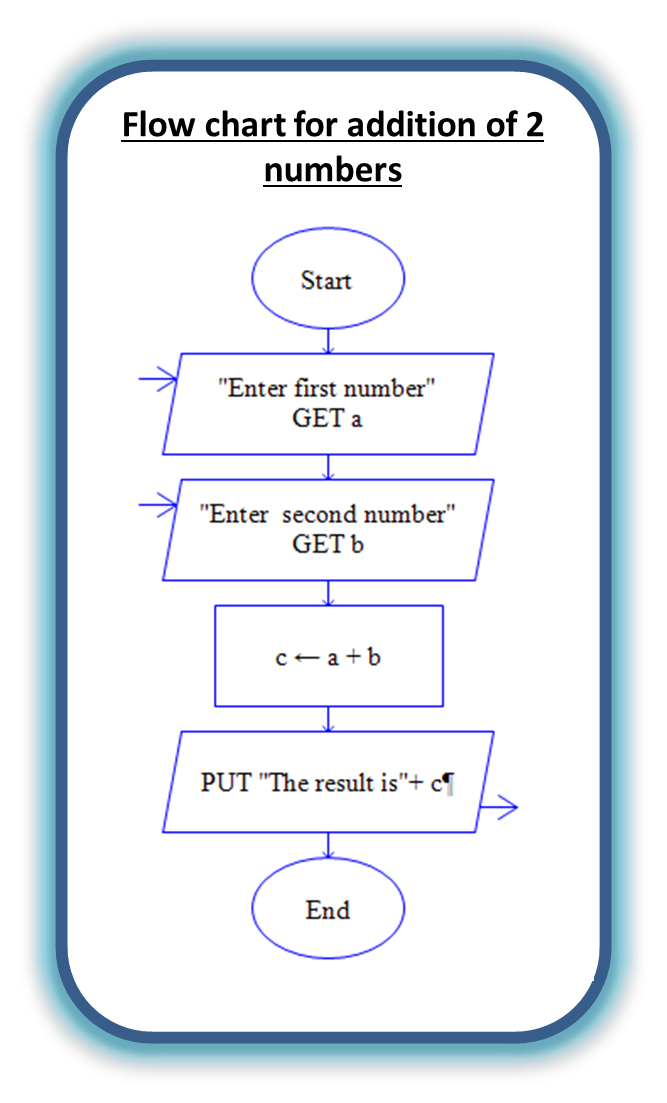 Flow chart for addition of 2
numbers
Start
"Enter first number"
GET a
"Enter  second number"
GET b
c ← a + b
PUT "The result is"+ c¶
End